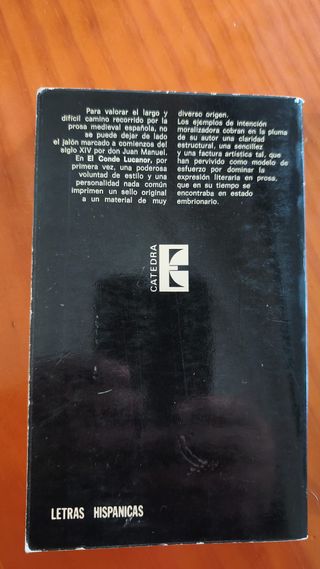 Para valorar el largo y
difícil camino recorrido por la
prosa medieval española, no
se puede dejar de lado
el jalón marcado a comienzos del
siglo XIV por don Juan Manuel.
En El Conde Lucanor, por
primera vez, una poderosa
voluntad de estilo y una
personalidad nada común
imprimen un sello original
a un material de muy
diverso origen.
Los ejemplos de intención
moralizadora cobran en la pluma
de su autor una claridad
estructural, una sencillez
y una factura artística tal, que
han pervivido como modelo de
esfuerzo por dominar la
expresión literaria en prosa,
que en su tiempo se
encontraba en estado
embrionario.
CATEDRA
LETRAS HISPANICAS